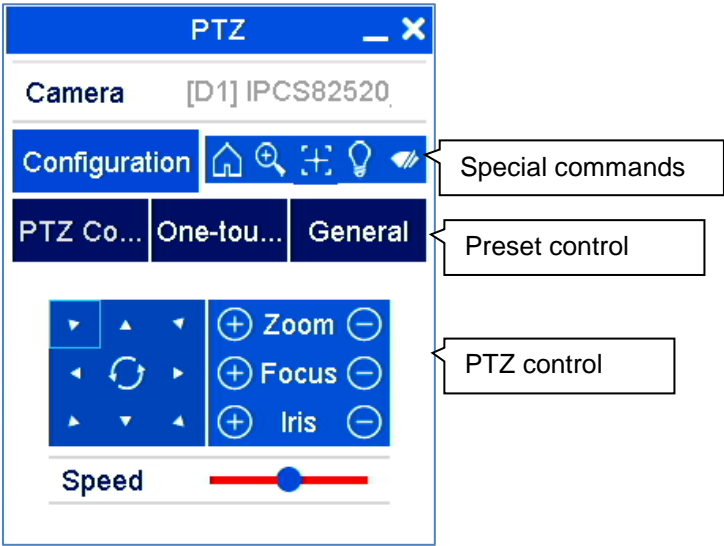 PTZ
Camera [D1] IPCS82520
Configuration
Special commands
PTZ Co... One-tou... General
Preset control
Zoom
Focus
PTZ control
Iris
Speed